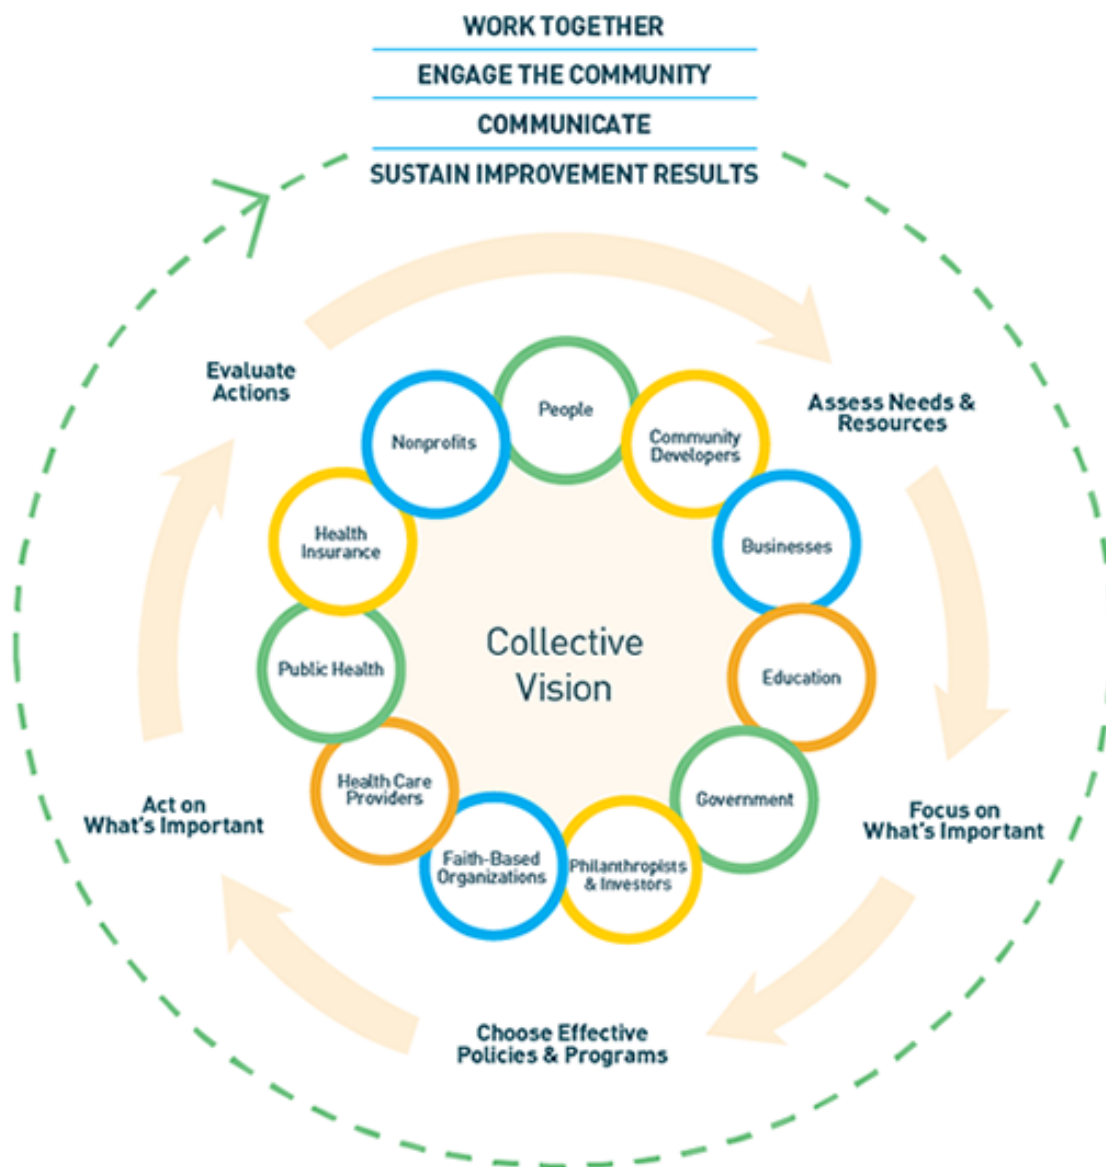 WORK TOGETHER
ENGAGE THE COMMUNITY
COMMUNICATE
SUSTAIN IMPROVEMENT RESULTS
Evaluate
Actions
Assess Needs &
Resources
People
Nonprofits
Community
Developers
Health
Insurance
Businesses
Collective
Vision
Public Health
Education
Health Care
Providers
Government
Act on
What's Important
Focus on
What's Important
Faith-Based
Organizations
Philanthropists
& Investors
Choose Effective
Policies & Programs